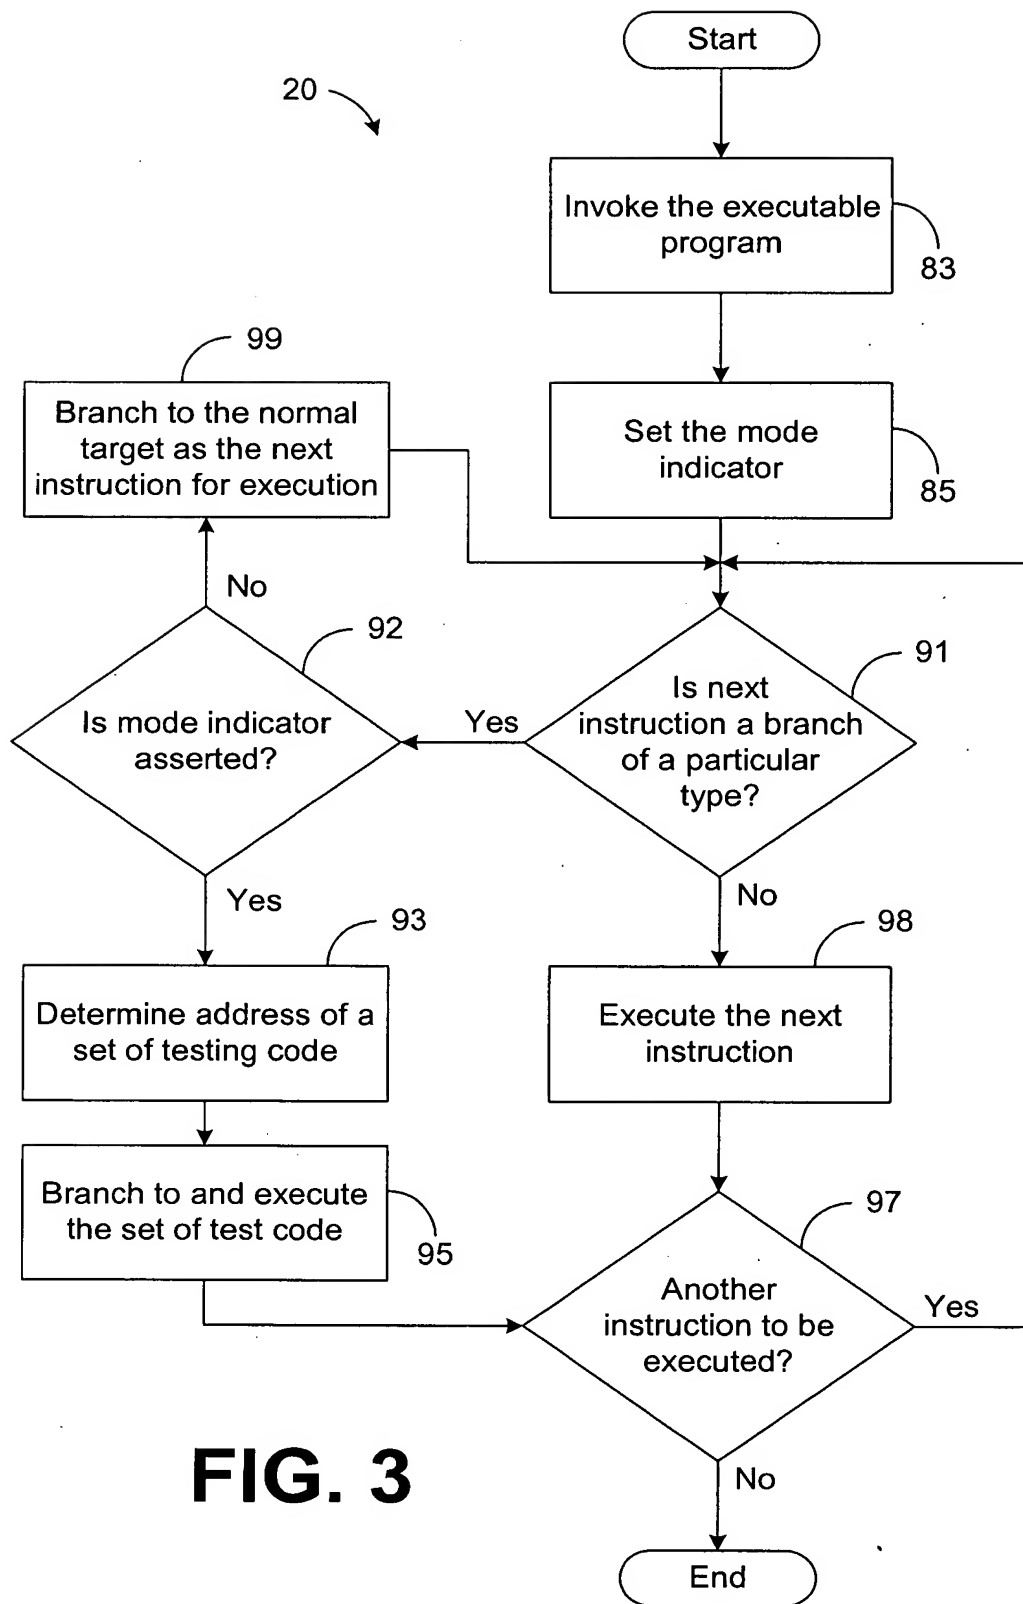 Start
20
Invoke the executable
program
83
99
Branch to the normal
target as the next
instruction for execution
Set the mode
indicator
85
No
92
Is mode indicator
asserted?
Yes
91
Is next
instruction a branch
of a particular
type?
Yes
No
93
Determine address of a
set of testing code
98
Execute the next
instruction
Branch to and execute
the set of test code
95
97
Another
instruction to be
executed?
Yes
No
FIG. 3
End